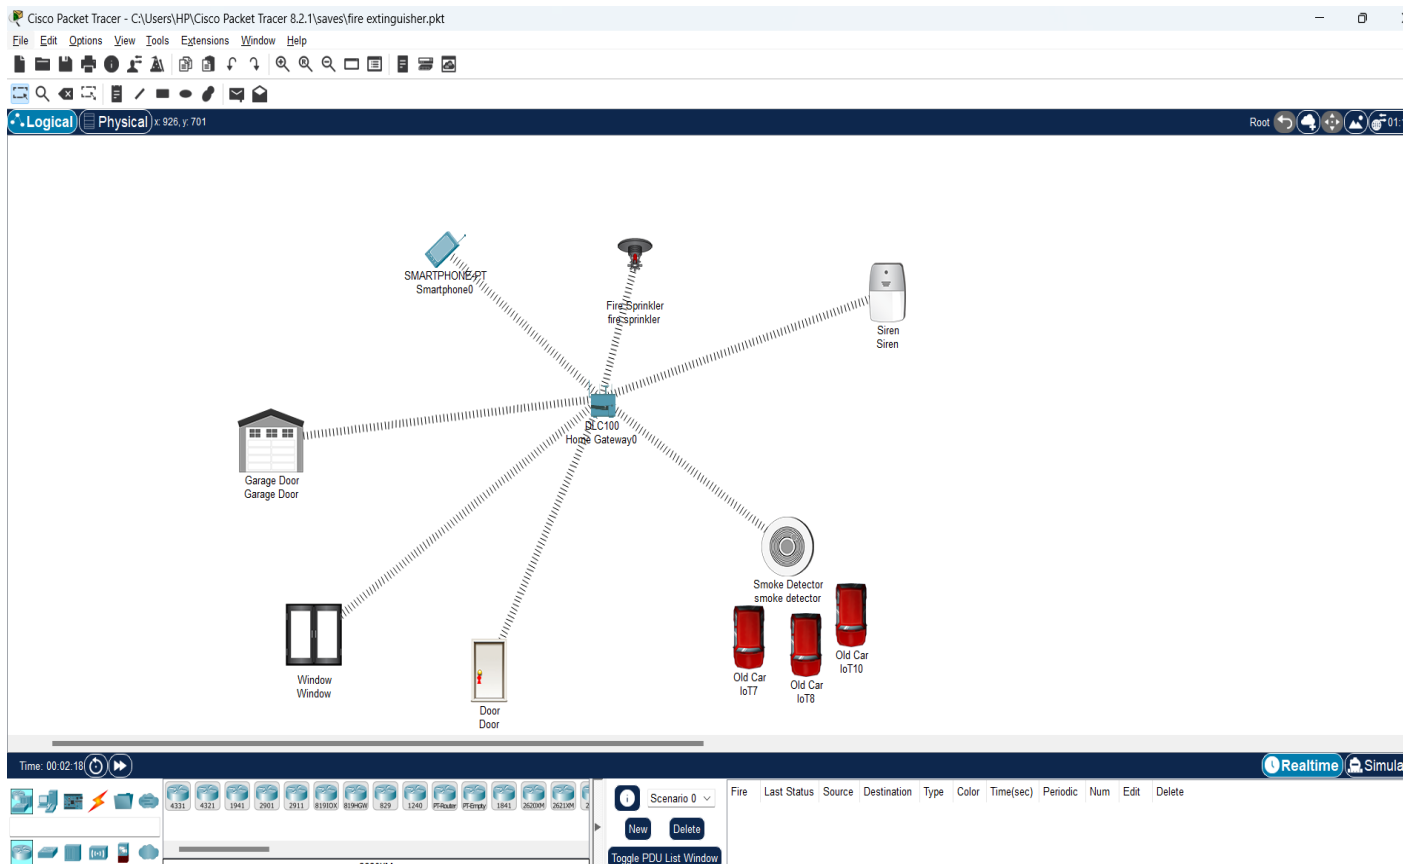 Cisco Packet Tracer - C:\Users\HP\Cisco Packet Tracer 8.2.1\saves\fire extinguisher.pkt
File Edit Options View Tools Extensions Window Help
Logical Physical x: 926, y: 701 Root
SMARTPHONE-PT
Smartphone0
Fire Sprinkler
fire sprinkler
Siren
Siren
DLC100
Home Gateway0
Garage Door
Garage Door
Smoke Detector
smoke detector
Window
Window
Door
Door
Old Car
IoT7
Old Car
IoT8
Old Car
IoT10
Time: 00:02:18 Realtime Simula
4331 4321 1941 2901 2911 819IOX 819HGW 829 1240 PT-Router PT-Empty 1841 2620XM 2621XM
Scenario 0
New Delete
Toggle PDU List Window
Fire Last Status Source Destination Type Color Time(sec) Periodic Num Edit Delete